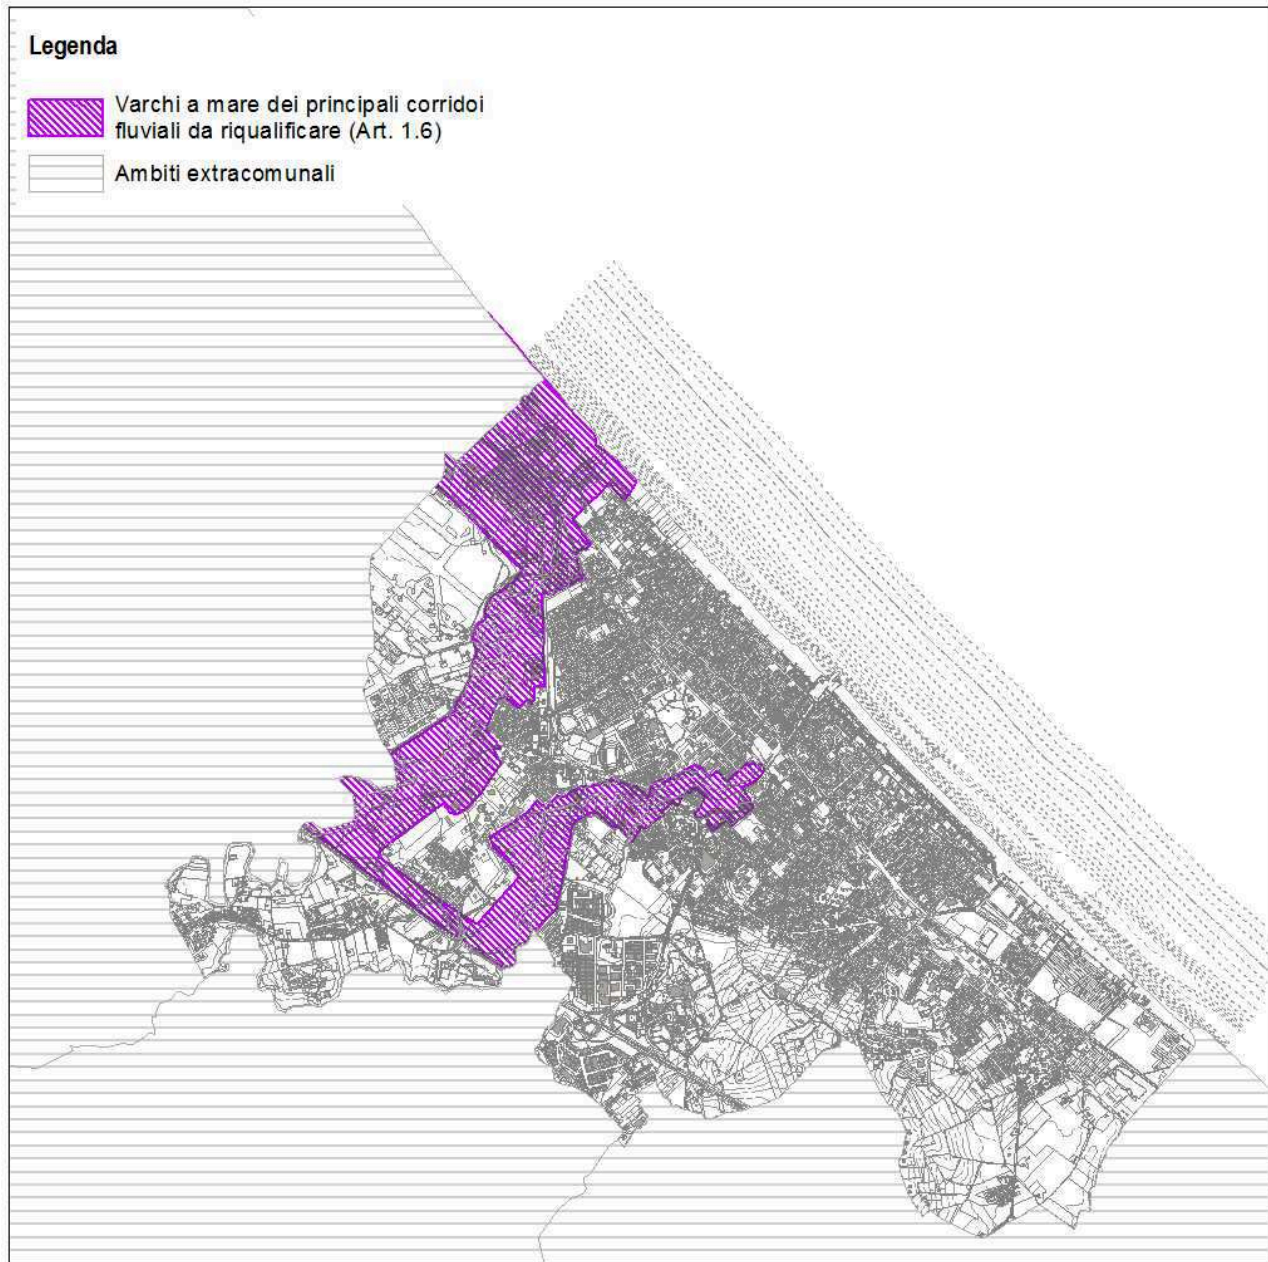 Legenda
Varchi a mare dei principali corridoi
fluviali da riqualificare (Art. 1.6)
Ambiti extracomunali